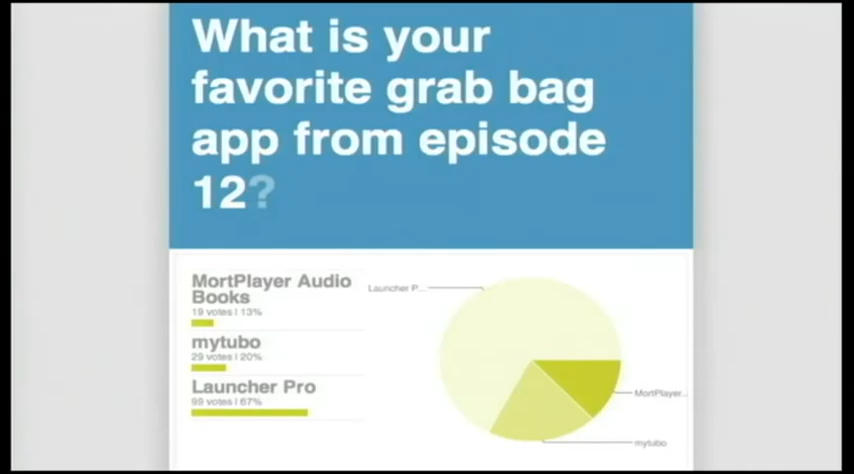 What is your
favorite grab bag
app from episode
12?
MortPlayer Audio
Books
19 votes | 13%
mytubo
29 votes | 20%
Launcher Pro
99 votes | 67%
Launcher P...
MortPlayer...
mytubo